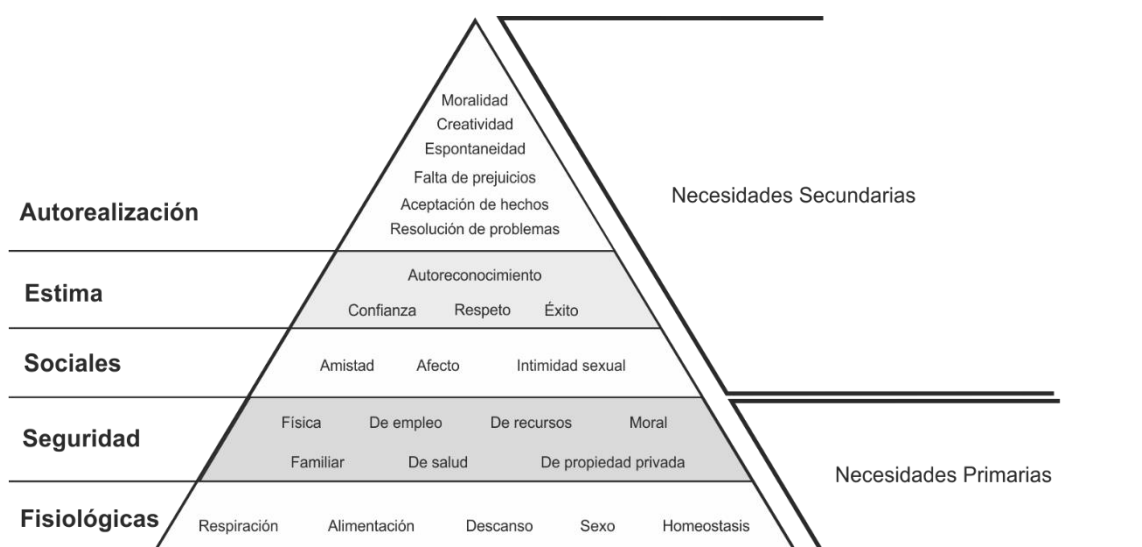 Moralidad
Creatividad
Espontaneidad
Falta de prejuicios
Aceptación de hechos
Resolución de problemas
Autorealización
Necesidades Secundarias
Autoreconocimiento
Confianza Respeto Éxito
Estima
Sociales
Amistad Afecto Intimidad sexual
Física De empleo De recursos Moral
Seguridad
Familiar De salud De propiedad privada
Necesidades Primarias
Fisiológicas
Respiración Alimentación Descanso Sexo Homeostasis